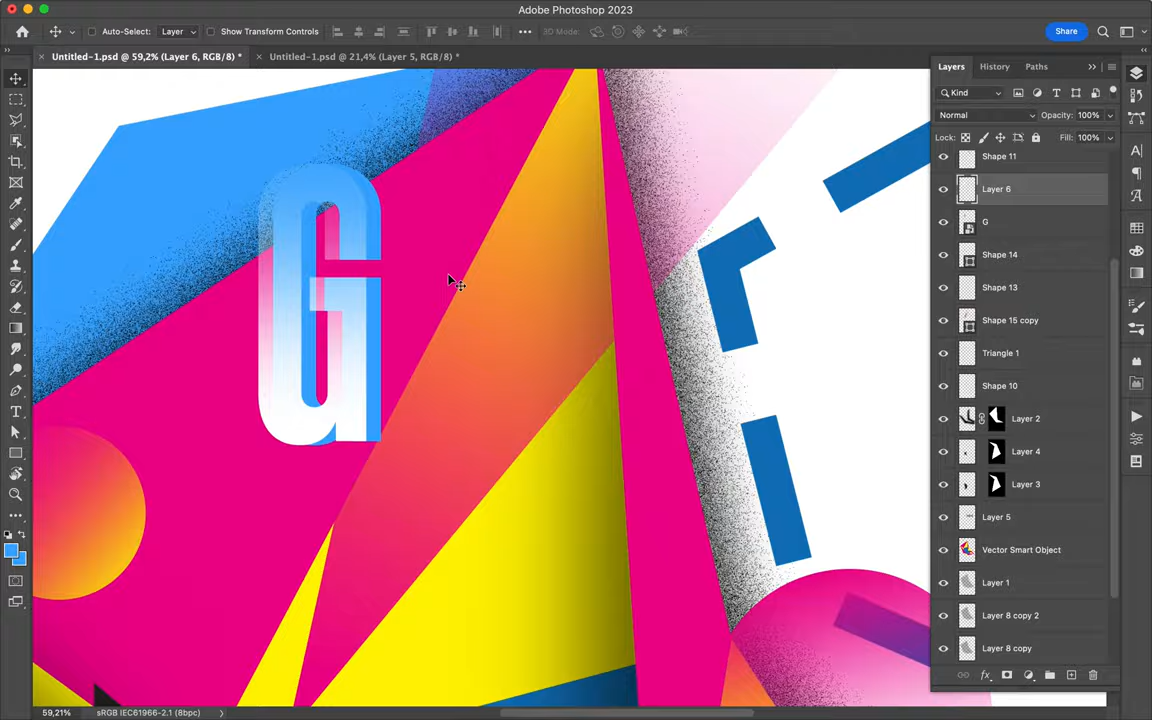 Adobe Photoshop 2023
Auto-Select: Layer Show Transform Controls ••• 3D Mode: Share
Untitled-1.psd @ 59,2% (Layer 6, RGB/8) * Untitled-1.psd @ 21,4% (Layer 5, RGB/8) *
Layers History Paths
Kind
Normal Opacity: 100%
Lock: Fill: 100%
Shape 11
Layer 6
G
Shape 14
Shape 13
Shape 15 copy
Triangle 1
Shape 10
Layer 2
Layer 4
Layer 3
Layer 5
Vector Smart Object
Layer 1
Layer 8 copy 2
Layer 8 copy
G
fx
59,21% sRGB IEC61966-2.1 (8bpc)